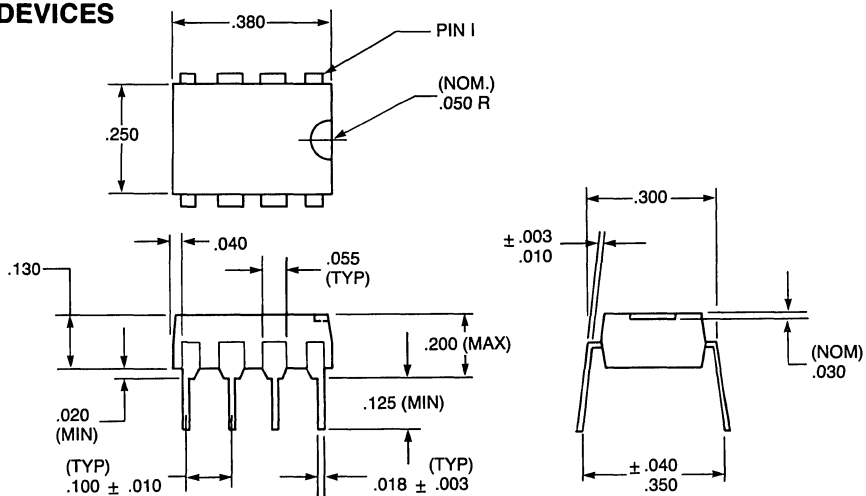 DEVICES
.380
PIN I
(NOM.)
.050 R
.250
.040
.055
(TYP)
.130
.200 (MAX)
.125 (MIN)
.020
(MIN)
(TYP)
.100 ± .010
(TYP)
.018 ± .003
.300
± .003
.010
(NOM)
.030
± .040
.350